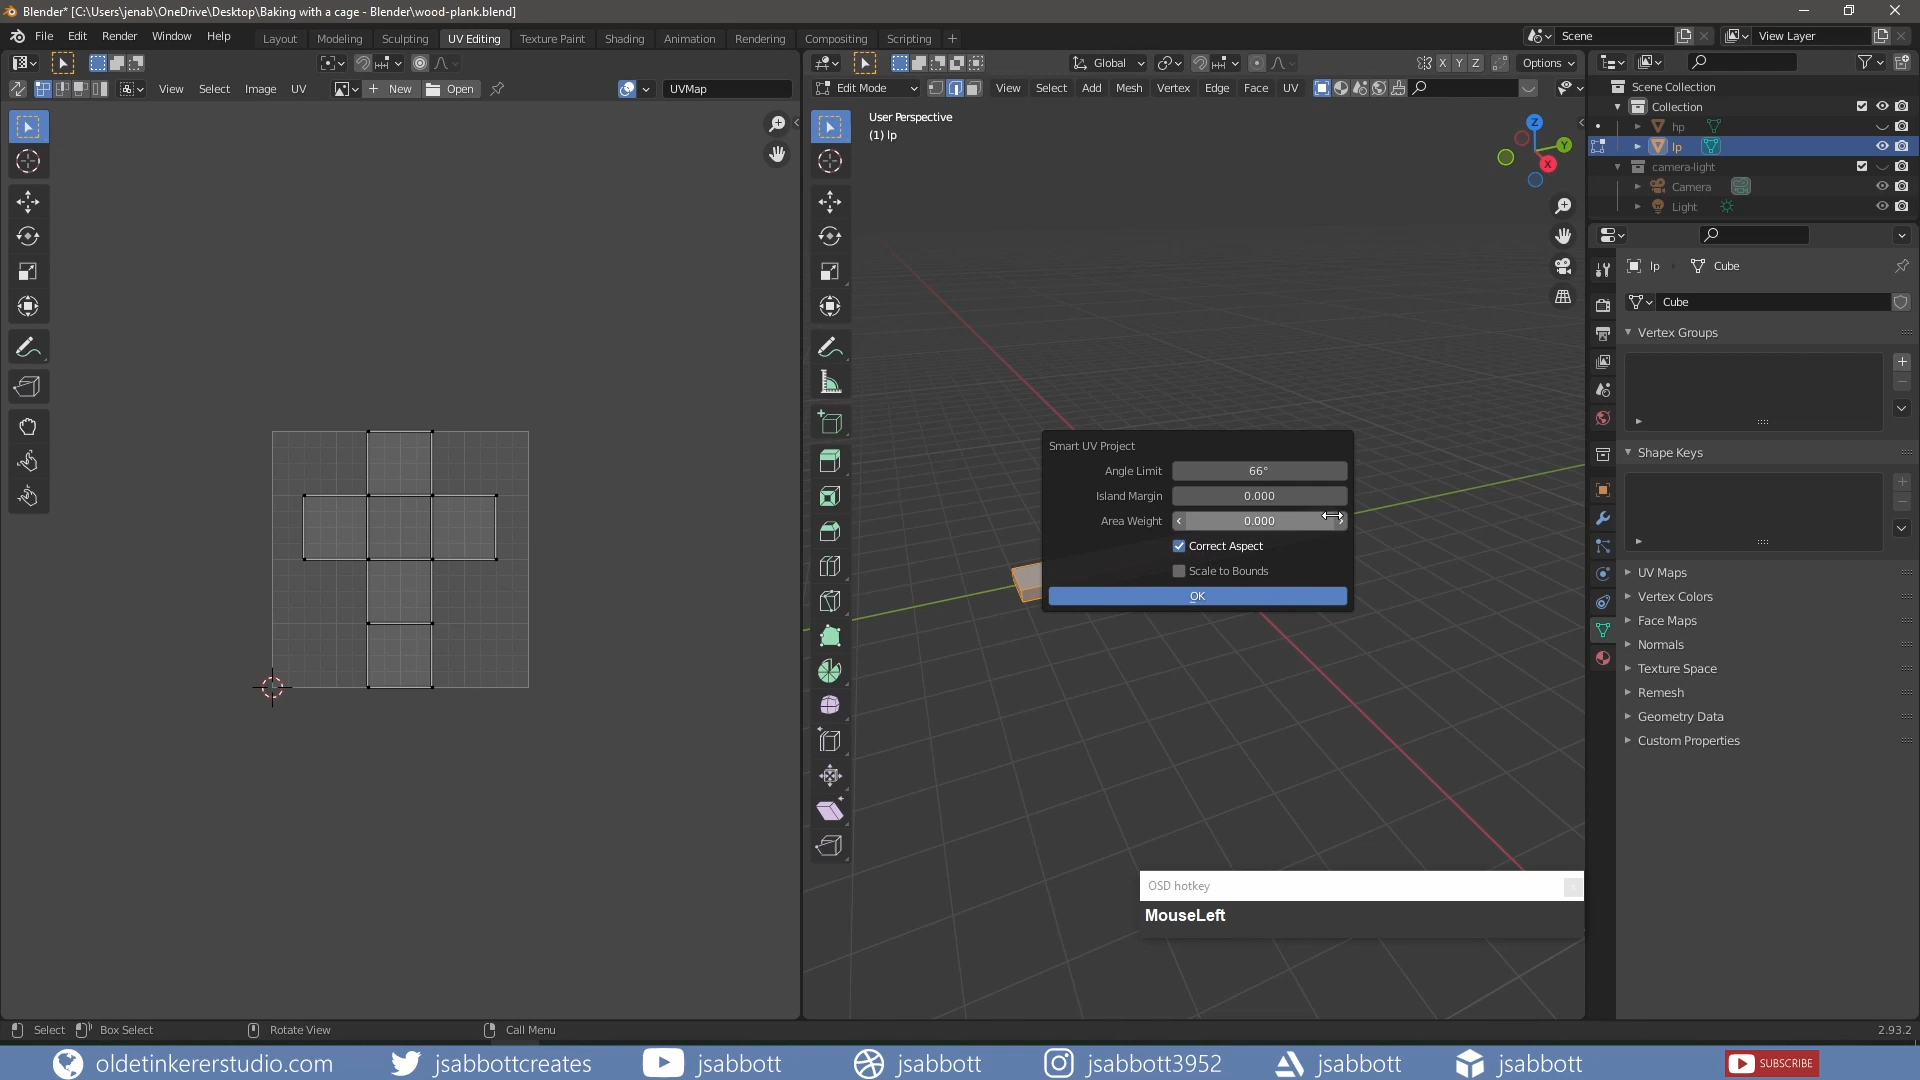 Blender* [C:\Users\jenab\OneDrive\Desktop\Baking with a cage - Blender\wood-plank.blend]
File Edit Render Window Help Layout Modeling Sculpting UV Editing Texture Paint Shading Animation Rendering Compositing Scripting + Scene View Layer
Global X Y Z Options
View Select Image UV + New Open UVMap
Edit Mode View Select Add Mesh Vertex Edge Face UV
User Perspective
(1) lp
Z
Y
X
Scene Collection
Collection
hp
lp
camera-light
Camera
Light
lp Cube
Cube
Vertex Groups
Shape Keys
UV Maps
Vertex Colors
Face Maps
Normals
Texture Space
Remesh
Geometry Data
Custom Properties
Smart UV Project
Angle Limit 66°
Island Margin 0.000
Area Weight 0.000
Correct Aspect
Scale to Bounds
OK
OSD hotkey
MouseLeft
Select Box Select Rotate View Call Menu 2.93.2
oldetinkererstudio.com jsabbottcreates jsabbott jsabbott jsabbott3952 jsabbott jsabbott SUBSCRIBE